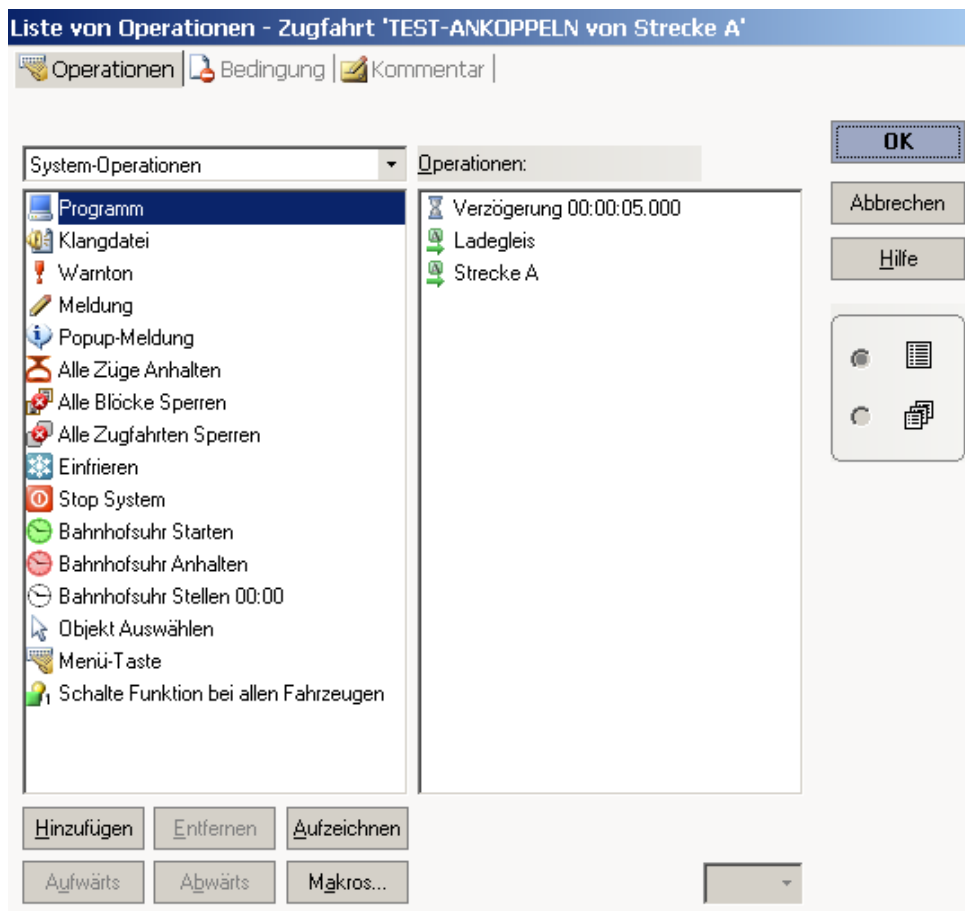 Liste von Operationen - Zugfahrt 'TEST-ANKOPPELN von Strecke A'
Operationen Bedingung Kommentar
System-Operationen
Operationen:
OK
Abbrechen
Hilfe
Programm
Klangdatei
Warnton
Meldung
Popup-Meldung
Alle Züge Anhalten
Alle Blöcke Sperren
Alle Zugfahrten Sperren
Einfrieren
Stop System
Bahnhofsuhr Starten
Bahnhofsuhr Anhalten
Bahnhofsuhr Stellen 00:00
Objekt Auswählen
Menü-Taste
Schalte Funktion bei allen Fahrzeugen
Verzögerung 00:00:05.000
Ladegleis
Strecke A
Hinzufügen Entfernen Aufzeichnen
Aufwärts Abwärts Makros...